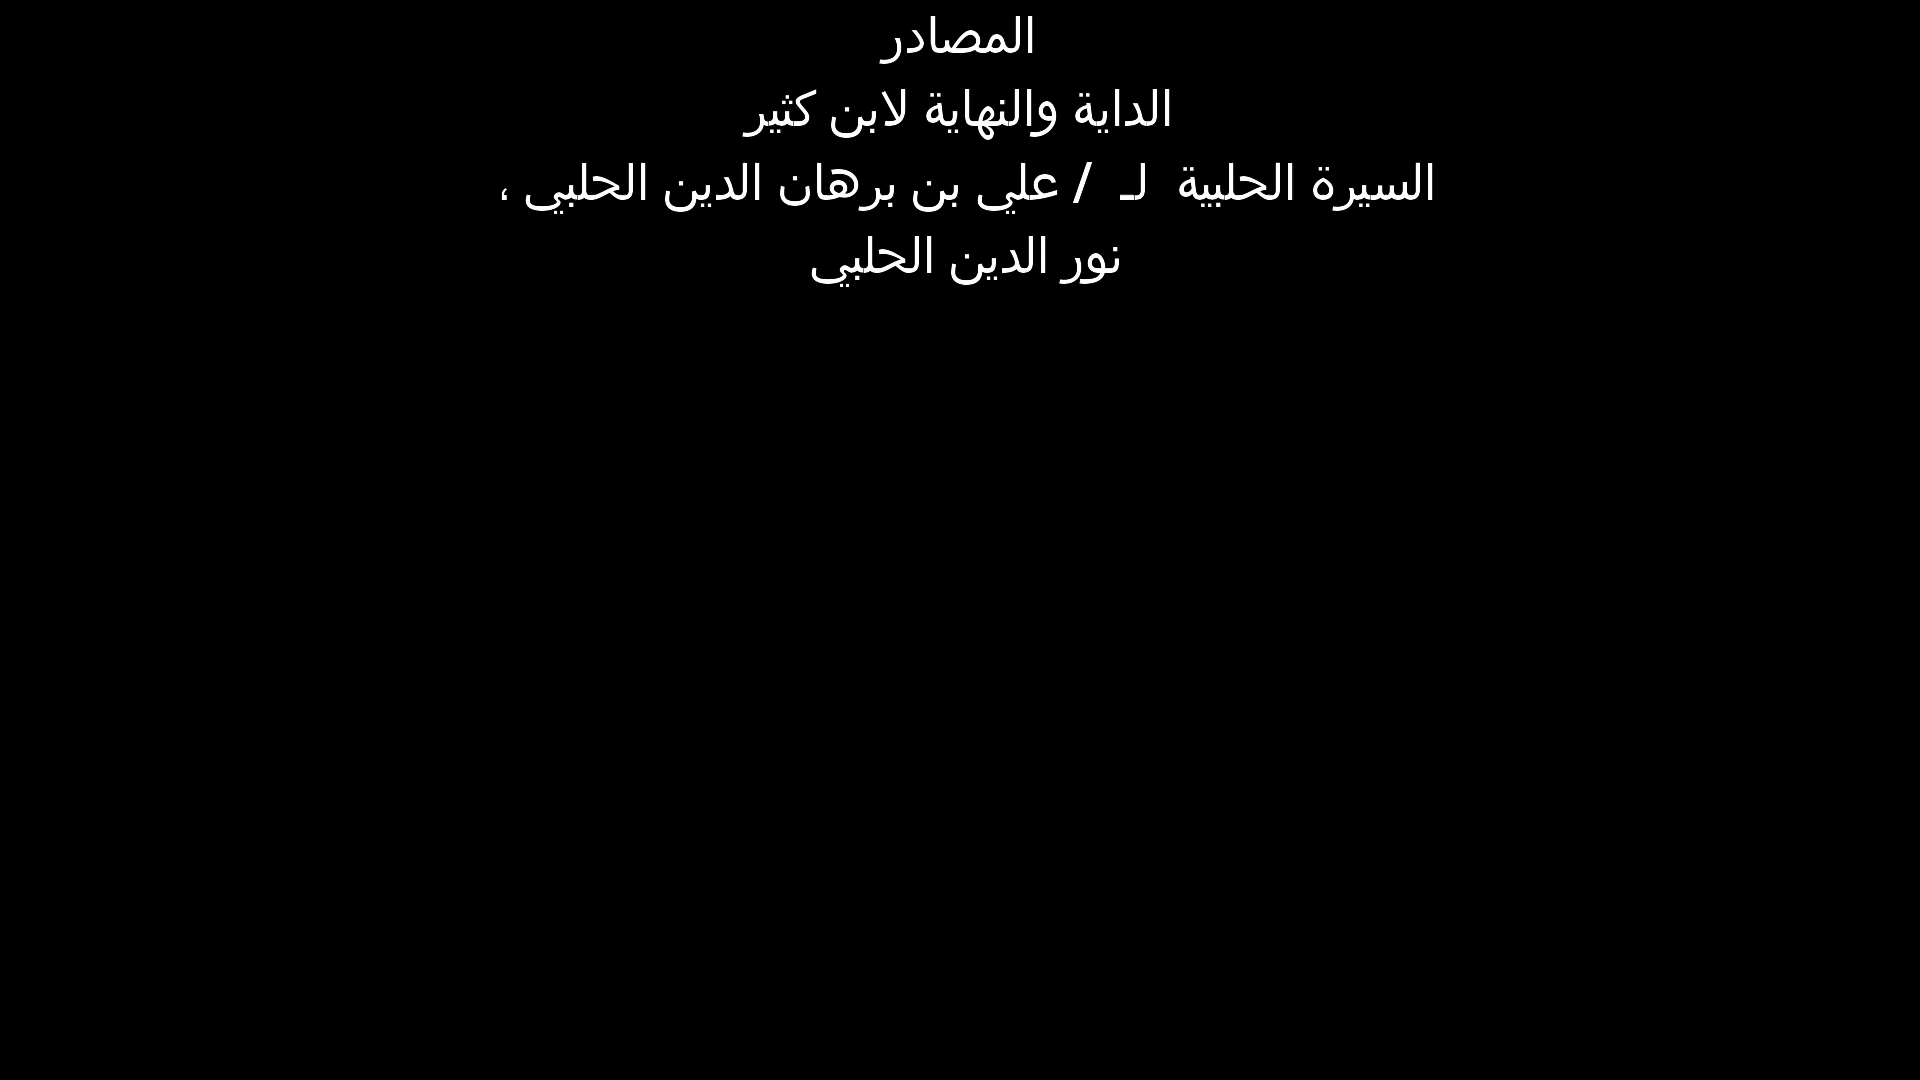 المصادر
الداية والنهاية لابن كثير
السيرة الحلبية لـ / علي بن برهان الدين الحلبي ،
نور الدين الحلبي